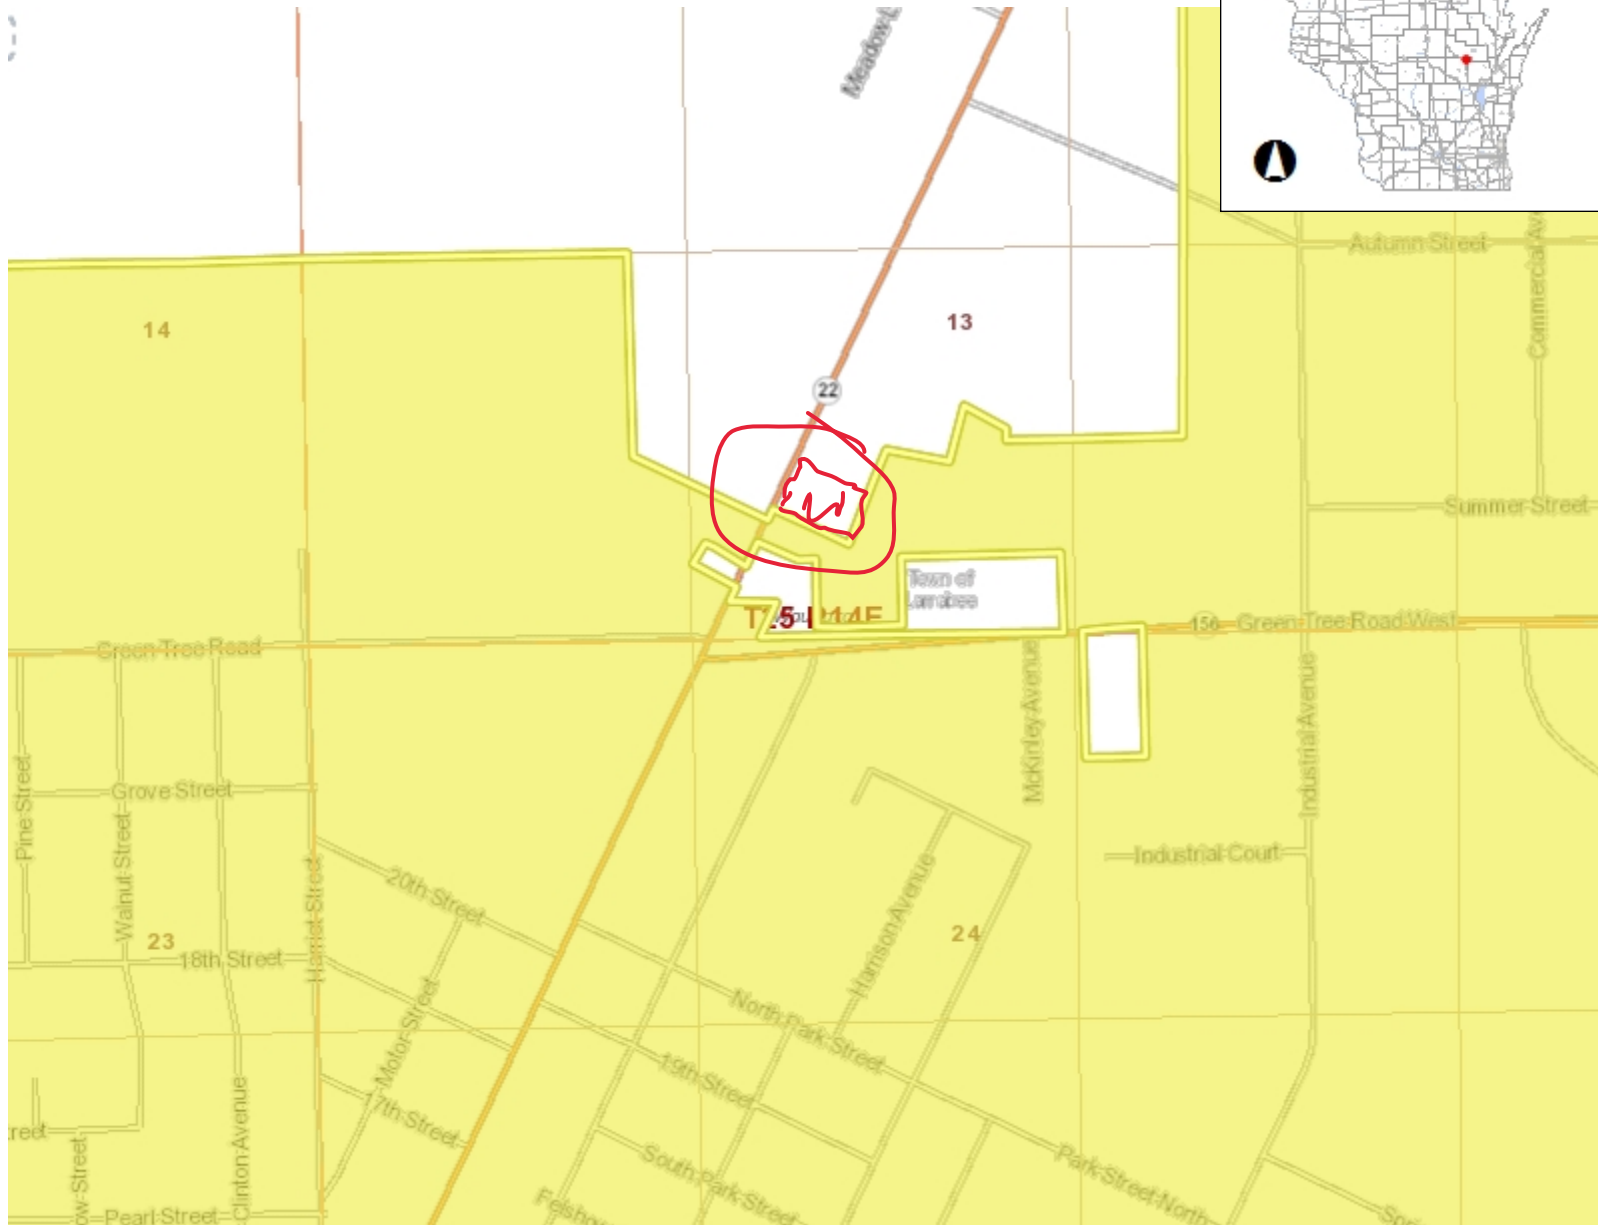 Autumn Street
Commercial Av
14
13
22
Summer Street
Town of
Larrabee
T25 R14E
156
Green Tree Road West
Green Tree Road
McKinley Avenue
Industrial Avenue
Pine Street
Grove Street
Walnut Street
Harriet Street
20th Street
Industrial Court
Harrison Avenue
23
24
18th Street
Motor Street
North Park Street
19th Street
17th Street
Clinton Avenue
South Park Street
Park Street North
Pearl Street